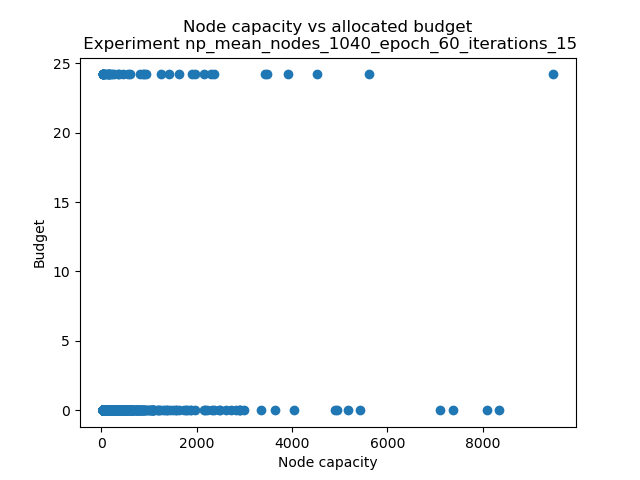 Node capacity vs allocated budget
Experiment np_mean_nodes_1040_epoch_60_iterations_15
25
20
15
10
5
0
Budget
0 2000 4000 6000 8000
Node capacity